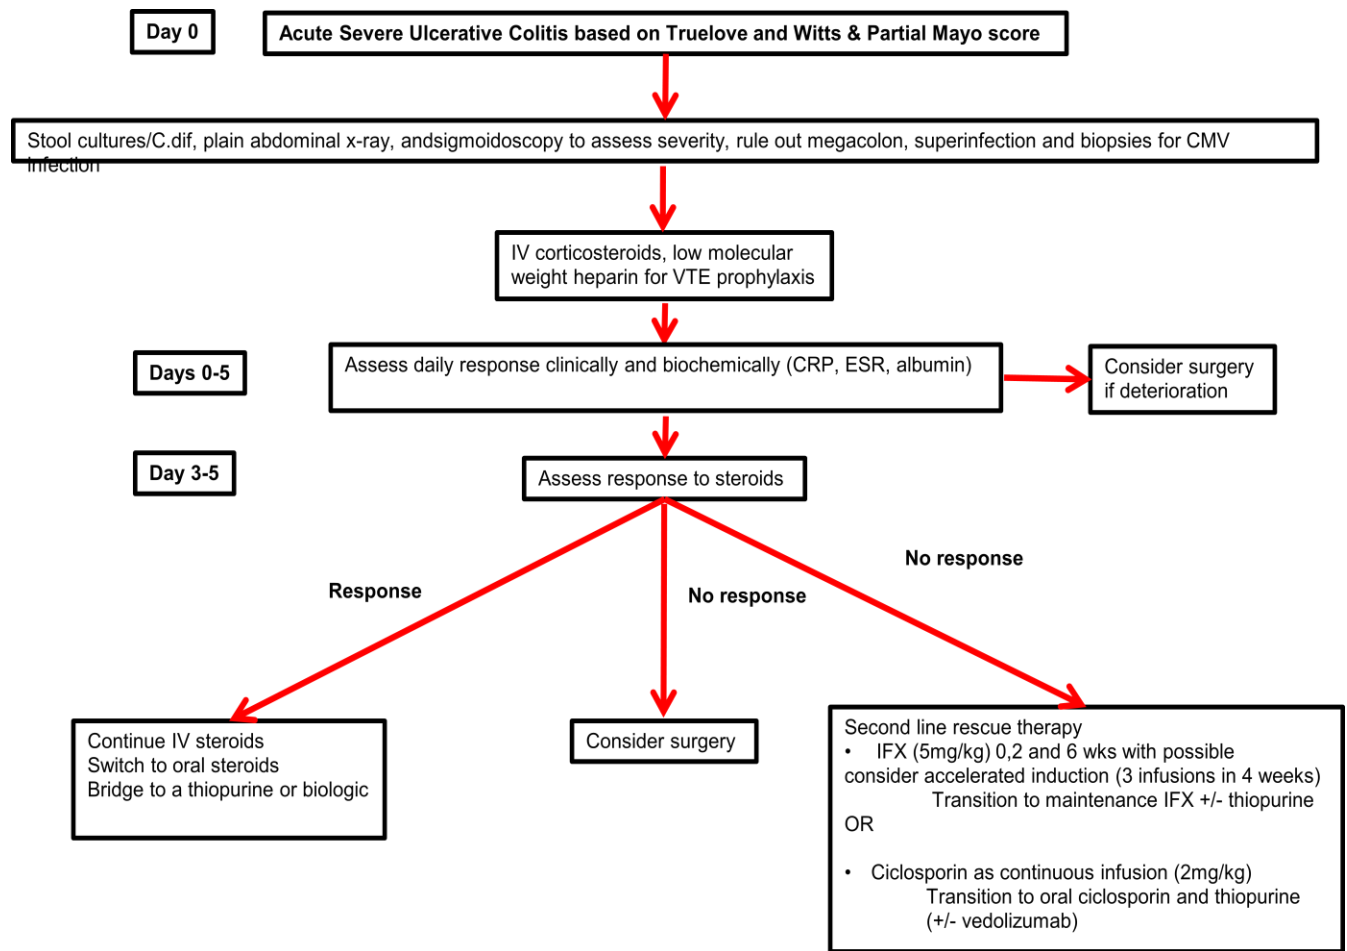 Day 0
Acute Severe Ulcerative Colitis based on Truelove and Witts & Partial Mayo score
Stool cultures/C.dif, plain abdominal x-ray, andsigmoidoscopy to assess severity, rule out megacolon, superinfection and biopsies for CMV
infection
IV corticosteroids, low molecular
weight heparin for VTE prophylaxis
Days 0-5
Assess daily response clinically and biochemically (CRP, ESR, albumin)
Consider surgery
if deterioration
Day 3-5
Assess response to steroids
Response
No response
No response
Continue IV steroids
Switch to oral steroids
Bridge to a thiopurine or biologic
Consider surgery
Second line rescue therapy
• IFX (5mg/kg) 0,2 and 6 wks with possible
consider accelerated induction (3 infusions in 4 weeks)
Transition to maintenance IFX +/- thiopurine
OR
• Ciclosporin as continuous infusion (2mg/kg)
Transition to oral ciclosporin and thiopurine
(+/- vedolizumab)